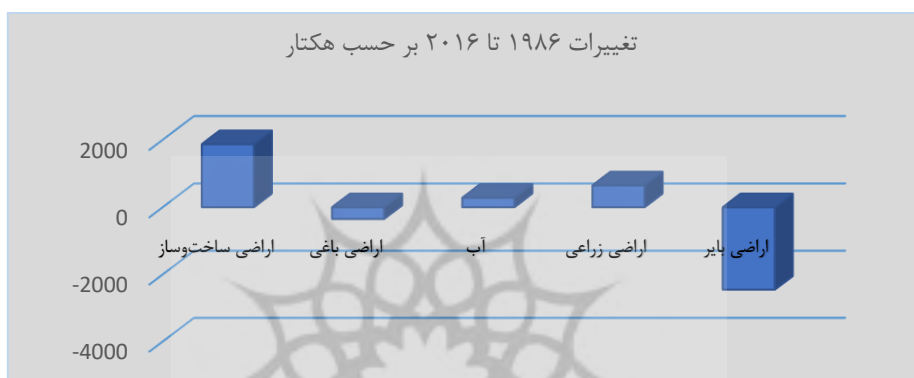 تغییرات ۱۹۸۶ تا ۲۰۱۶ بر حسب هکتار
2000
0
اراضی ساخت‌وساز اراضی باغی آب اراضی زراعی اراضی بایر
-2000
-4000